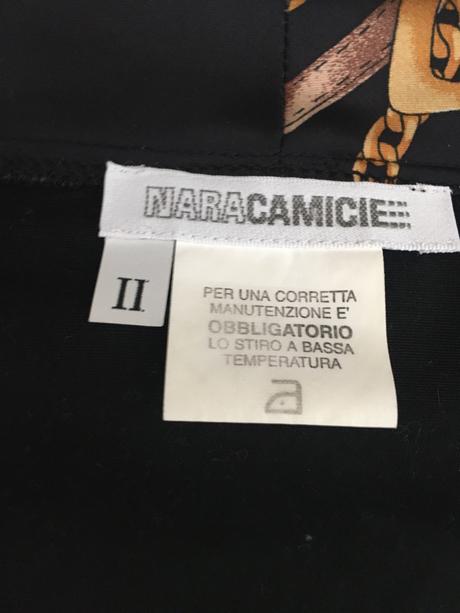 NARACAMICIE
II
PER UNA CORRETTA
MANUTENZIONE E'
OBBLIGATORIO
LO STIRO A BASSA
TEMPERATURA